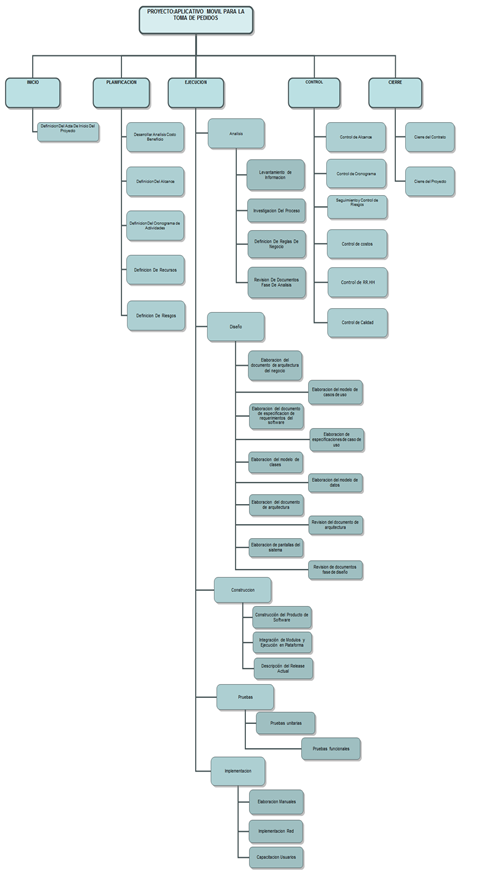 PROYECTO:APLICATIVO MOVIL PARA LA
TOMA DE PEDIDOS
INICIO
PLANIFICACION
EJECUCION
CONTROL
CIERRE
Definicion Del Acta De Inicio Del
Proyecto
Desarrollar Analisis Costo
Beneficio
Definicion Del Alcance
Definicion Del Cronograma de
Actividades
Definicion De Recursos
Definicion De Riesgos
Analisis
Levantamiento de
Informacion
Investigacion Del Proceso
Definicion De Reglas De
Negocio
Revision De Documentos
Fase De Analisis
Diseño
Elaboracion del
documento de arquitectura
del negocio
Elaboracion del modelo de
casos de uso
Elaboracion del documento
de especificacion de
requerimientos del
software
Elaboracion de
especificaciones de caso de
uso
Elaboracion del modelo de
clases
Elaboracion del modelo de
datos
Elaboracion del documento
de arquitectura
Revision del documento de
arquitectura
Elaboracion de pantallas del
sistema
Revision de documentos
fase de diseño
Construccion
Construcción del Producto de
Software
Integración de Modulos y
Ejecución en Plataforma
Descripción del Release
Actual
Pruebas
Pruebas unitarias
Pruebas funcionales
Implementacion
Elaboracion Manuales
Implementacion Red
Capacitacion Usuarios
Control de Alcance
Control de Cronograma
Seguimiento y Control de
Riesgos
Control de costos
Control de RR.HH
Control de Calidad
Cierre del Contrato
Cierre del Proyecto